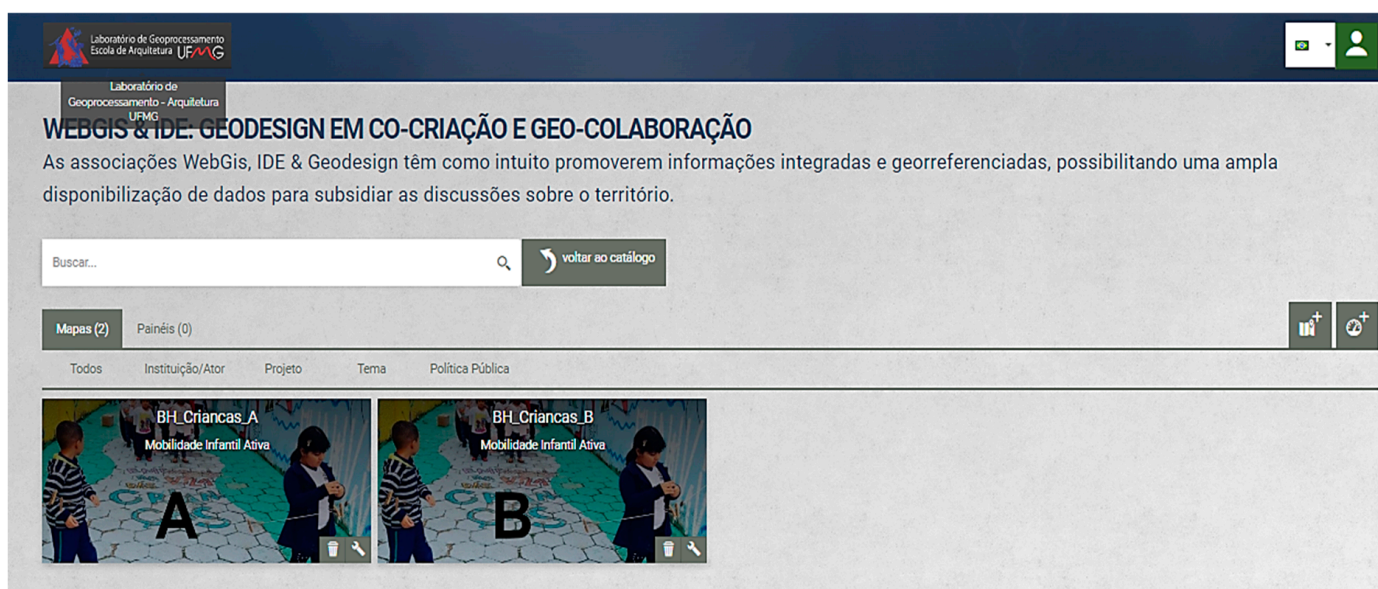 Laboratório de Geoprocessamento
Escola de Arquitetura UFMG
Laboratório de
Geoprocessamento - Arquitetura
UFMG
WEBGIS & IDE: GEODESIGN EM CO-CRIAÇÃO E GEO-COLABORAÇÃO
As associações WebGis, IDE & Geodesign têm como intuito promoverem informações integradas e georreferenciadas, possibilitando uma ampla
disponibilização de dados para subsidiar as discussões sobre o território.
Buscar...
voltar ao catálogo
Mapas (2) Painéis (0)
Todos Instituição/Ator Projeto Tema Política Pública
BH_Criancas_A BH_Criancas_B
Mobilidade Infantil Ativa Mobilidade Infantil Ativa
A B